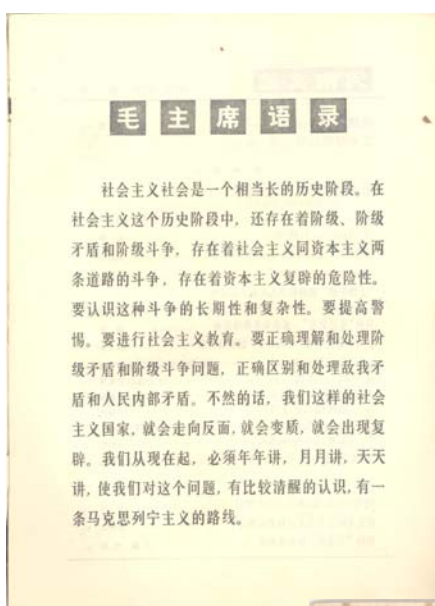 毛主席语录
社会主义社会是一个相当长的历史阶段。在
社会主义这个历史阶段中，还存在着阶级、阶级
矛盾和阶级斗争，存在着社会主义同资本主义两
条道路的斗争，存在着资本主义复辟的危险性。
要认识这种斗争的长期性和复杂性。要提高警
惕。要进行社会主义教育。要正确理解和处理阶
级矛盾和阶级斗争问题，正确区别和处理敌我矛
盾和人民内部矛盾。不然的话，我们这样的社会
主义国家，就会走向反面，就会变质，就会出现复
辟。我们从现在起，必须年年讲，月月讲，天天
讲，使我们对这个问题，有比较清醒的认识，有一
条马克思列宁主义的路线。